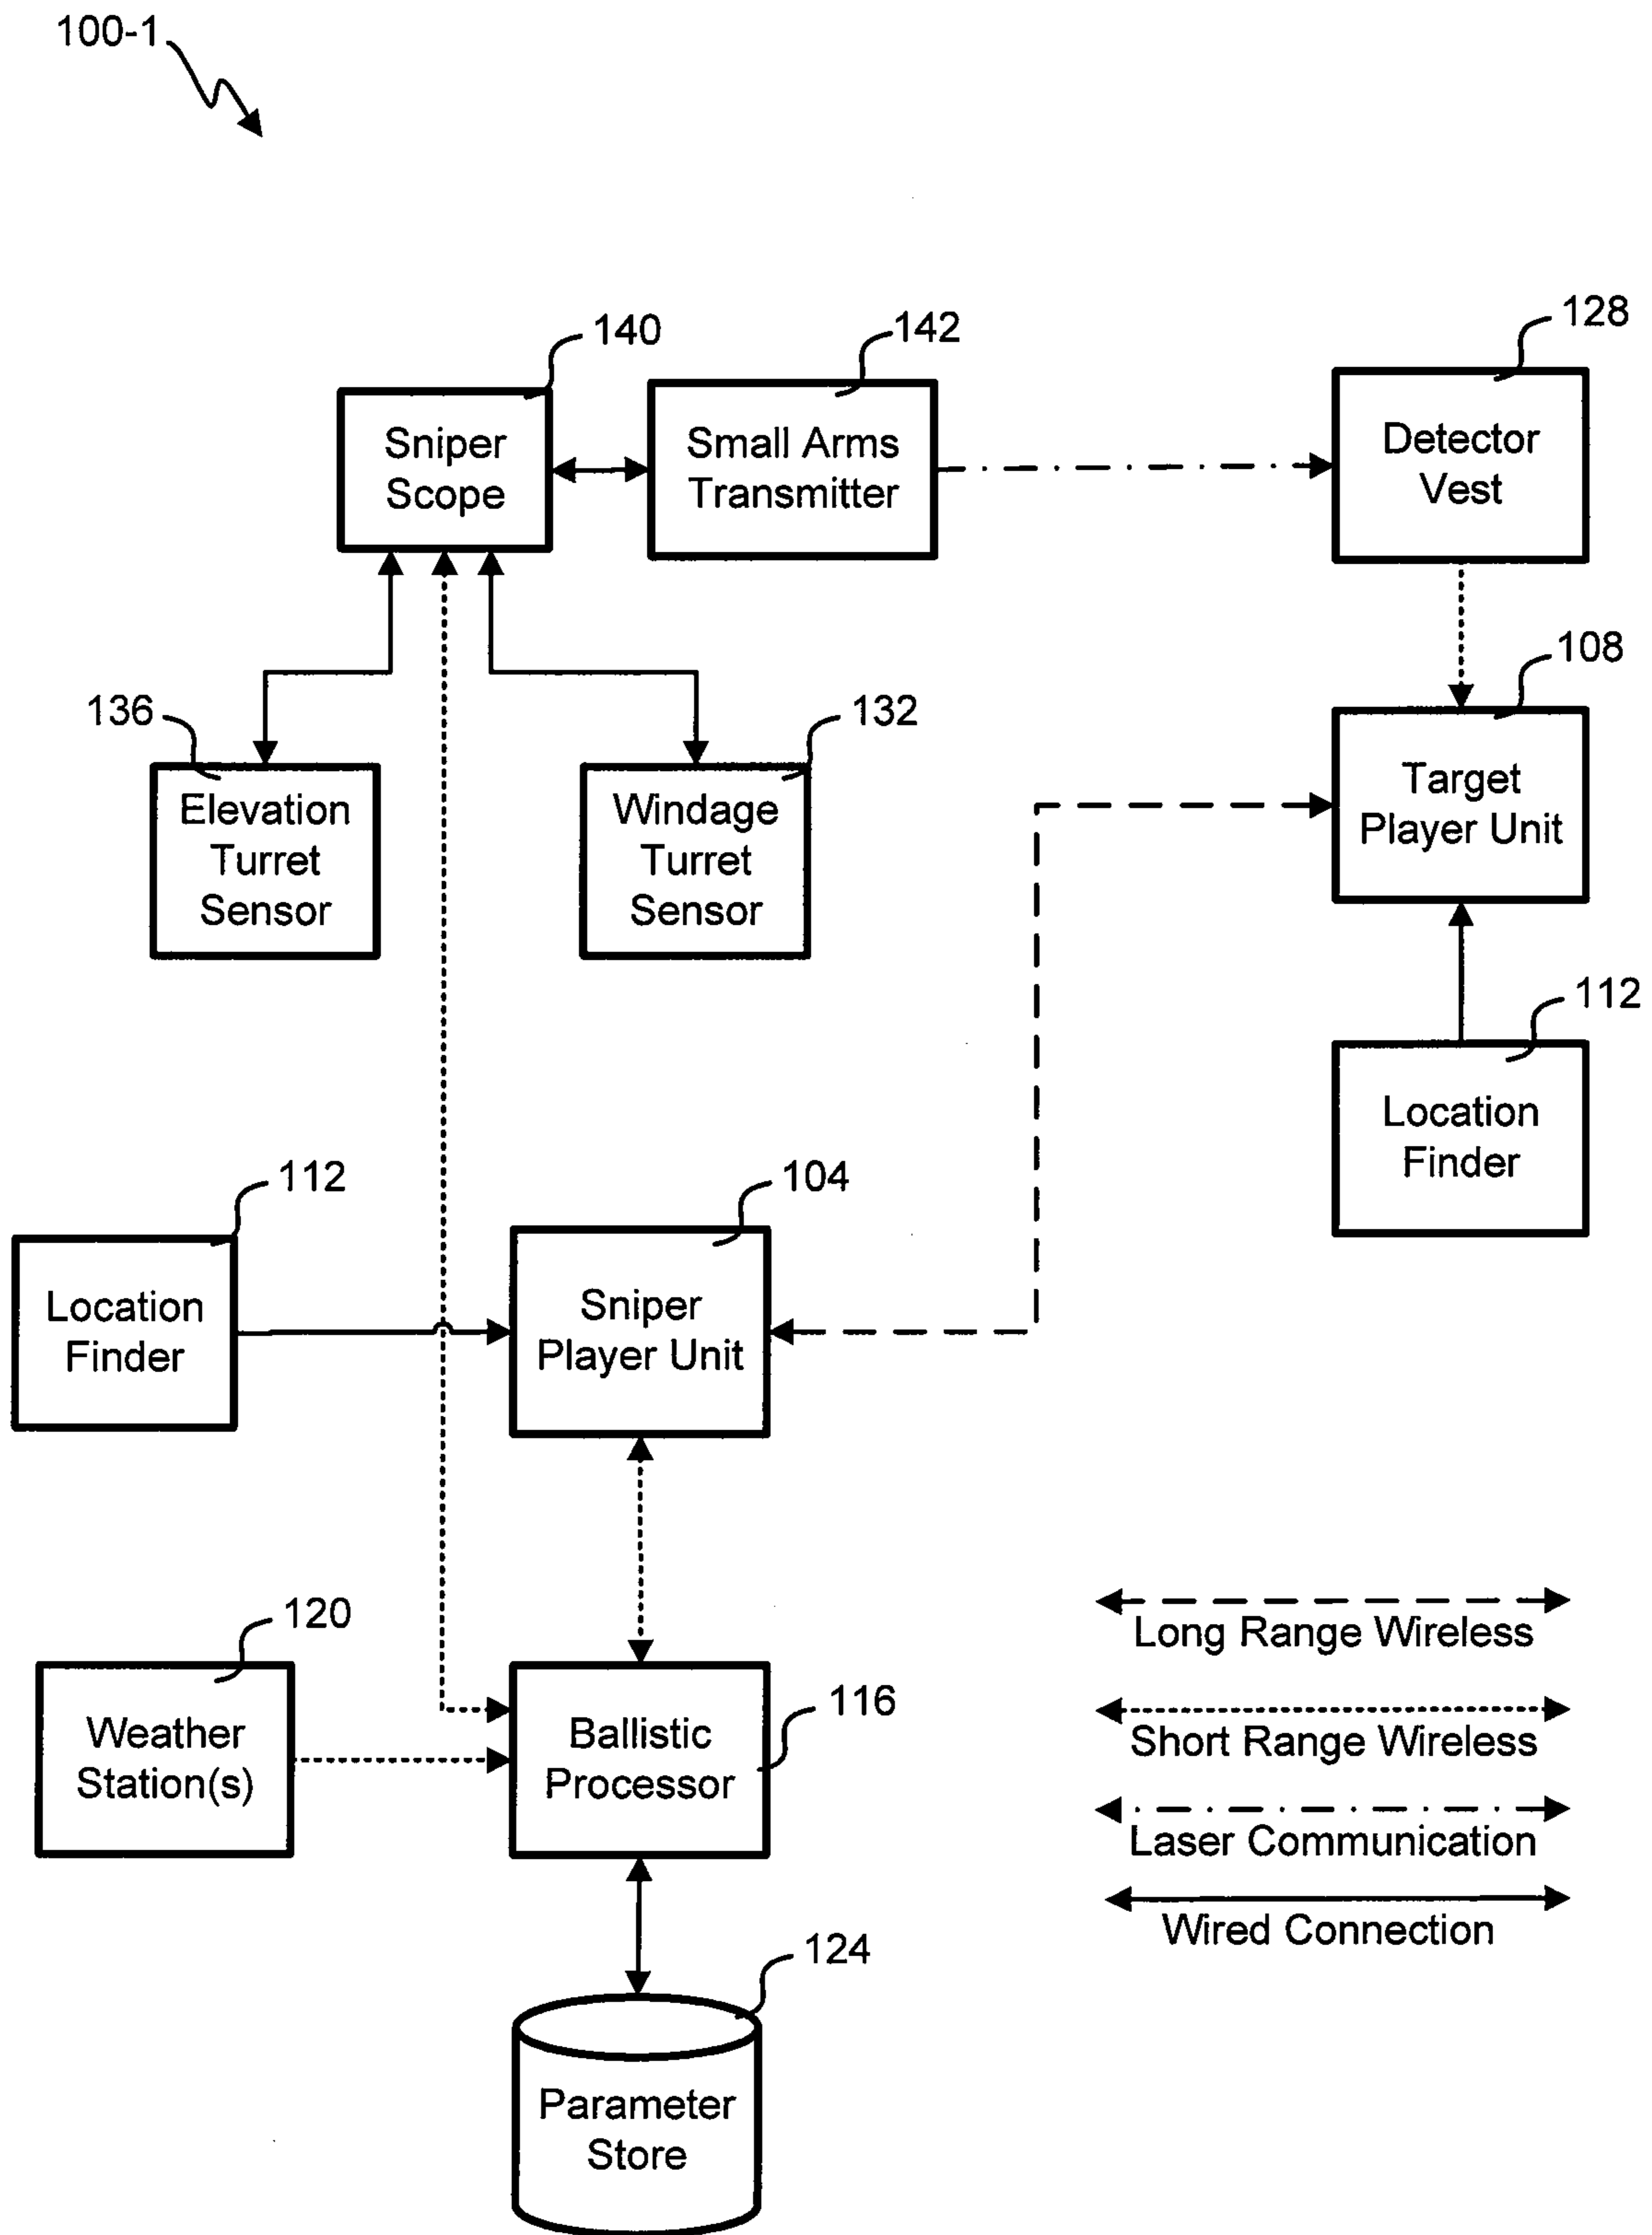 100-1
140
142
128
Sniper
Scope
Small Arms
Transmitter
Detector
Vest
108
136
132
Elevation
Turret
Sensor
Windage
Turret
Sensor
Target
Player Unit
112
Location
Finder
112
104
Location
Finder
Sniper
Player Unit
120
Long Range Wireless
116
Weather
Station(s)
Ballistic
Processor
Short Range Wireless
Laser Communication
Wired Connection
124
Parameter
Store